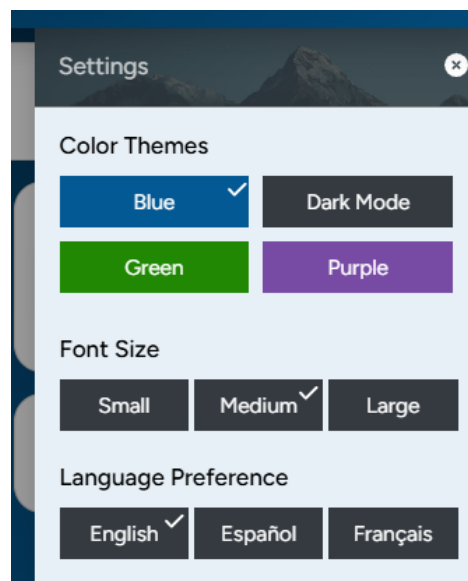 Settings
Color Themes
Blue Dark Mode
Green Purple
Font Size
Small Medium Large
Language Preference
English Español Français